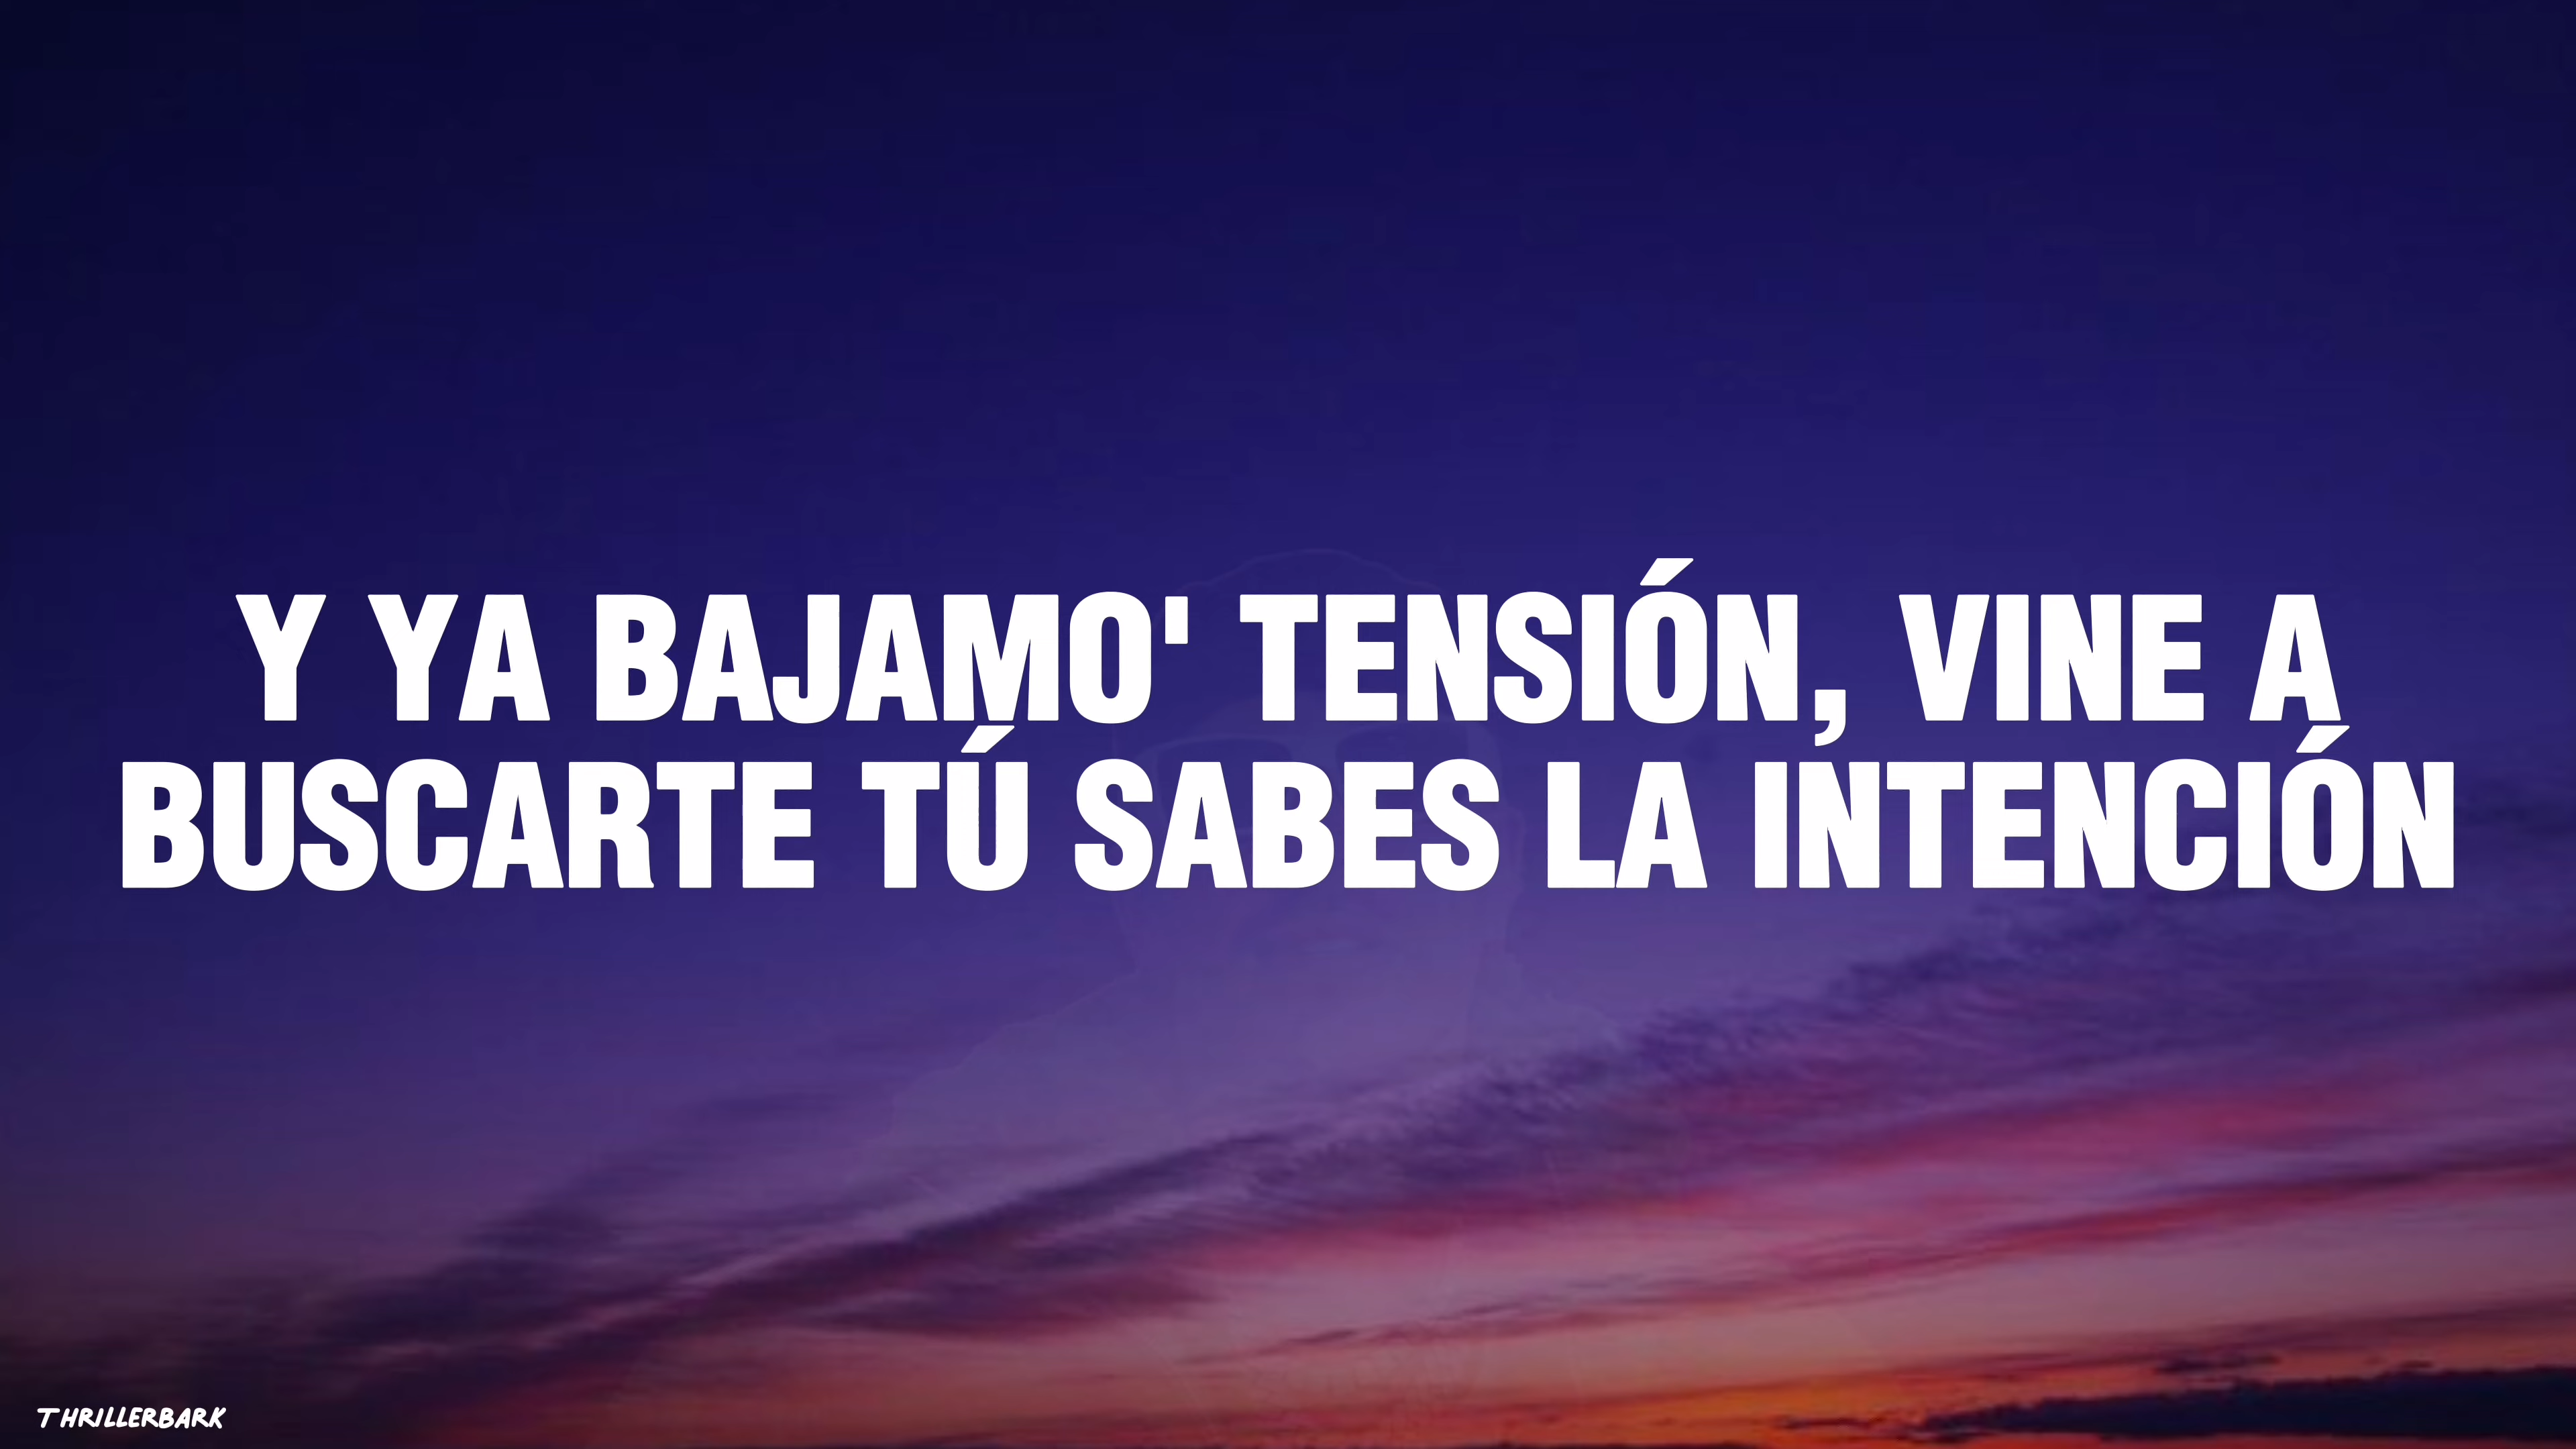 Y YA BAJAMO' TENSIÓN, VINE A
BUSCARTE TÚ SABES LA INTENCIÓN
THRILLERBARK